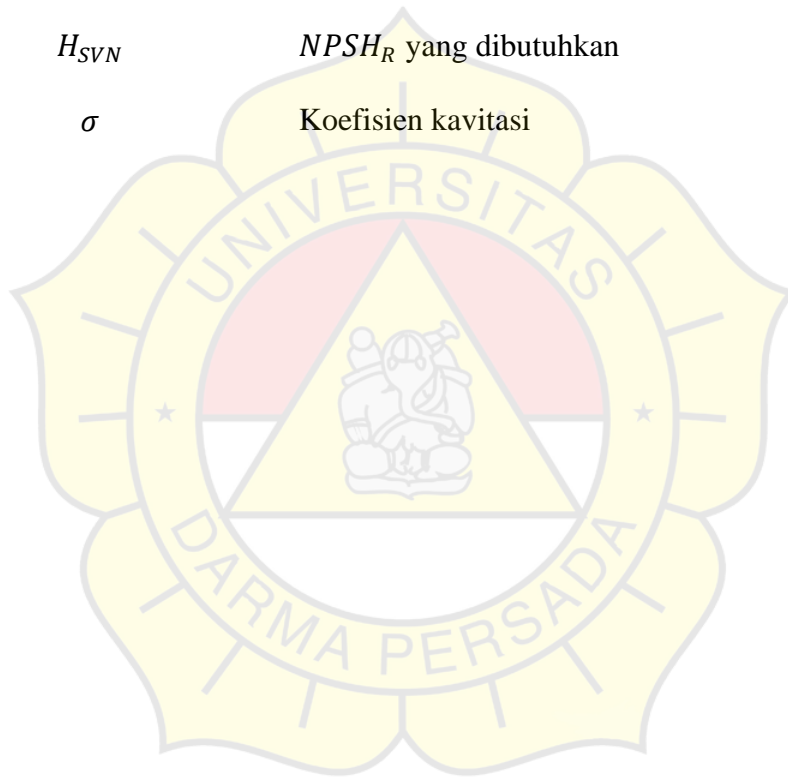 H_SVN NPSH_R yang dibutuhkan
σ Koefisien kavitasi
UNIVERSITAS
DARMA PERSADA